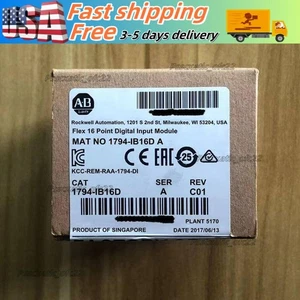 USA
Fast shipping
Free 3-5 days delivery
AB
Rockwell Automation, 1201 S 2nd St, Milwaukee, WI 53204, USA
Flex 16 Point Digital Input Module
MAT NO 1794-IB16D A
KCC-REM-RAA-1794-DI
EAC
25
CAT SER REV
1794-IB16D A C01
PLANT 5170
PRODUCT OF SINGAPORE DATE 2017/06/13